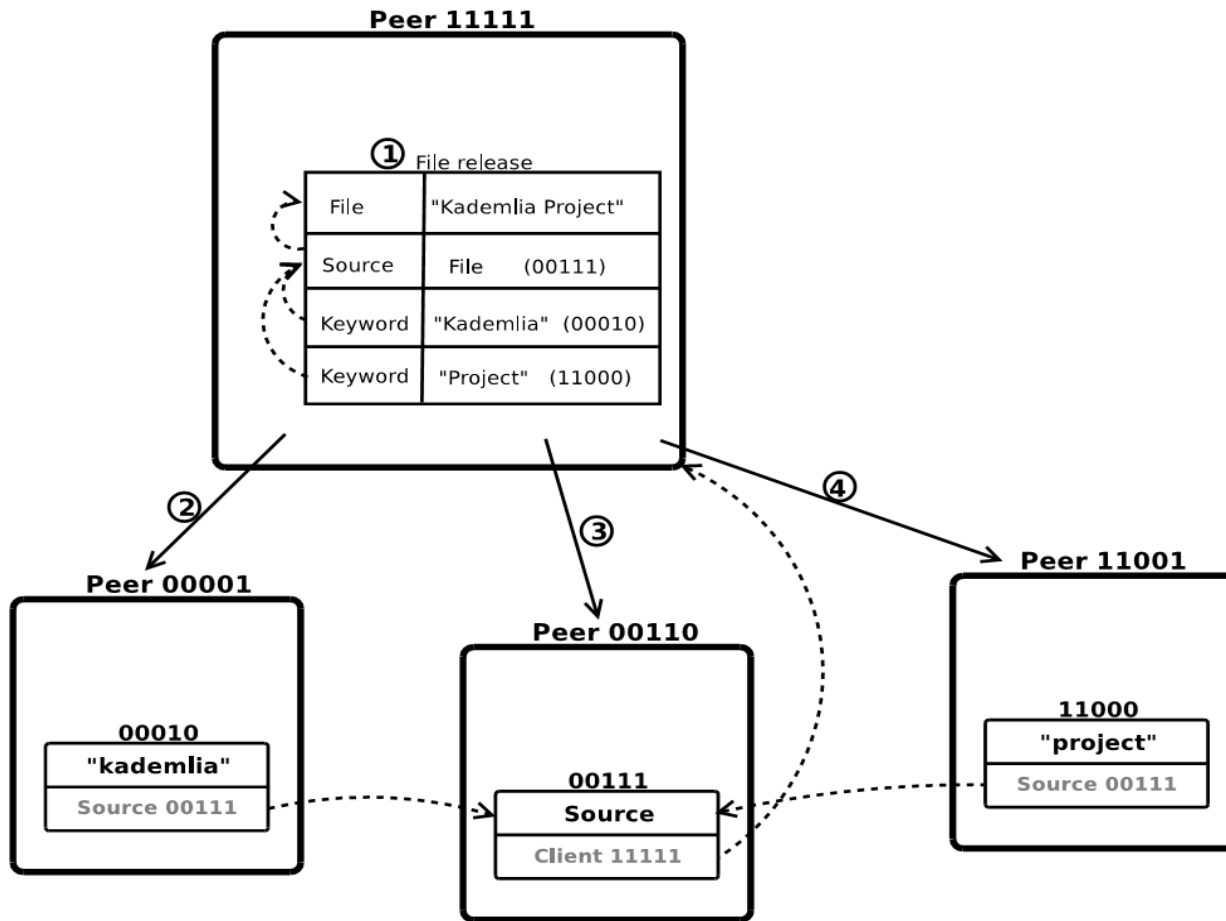 Peer 11111
① File release
File "Kademlia Project"
Source File (00111)
Keyword "Kademlia" (00010)
Keyword "Project" (11000)
②
③
④
Peer 00001
00010
"kademlia"
Source 00111
Peer 00110
00111
Source
Client 11111
Peer 11001
11000
"project"
Source 00111